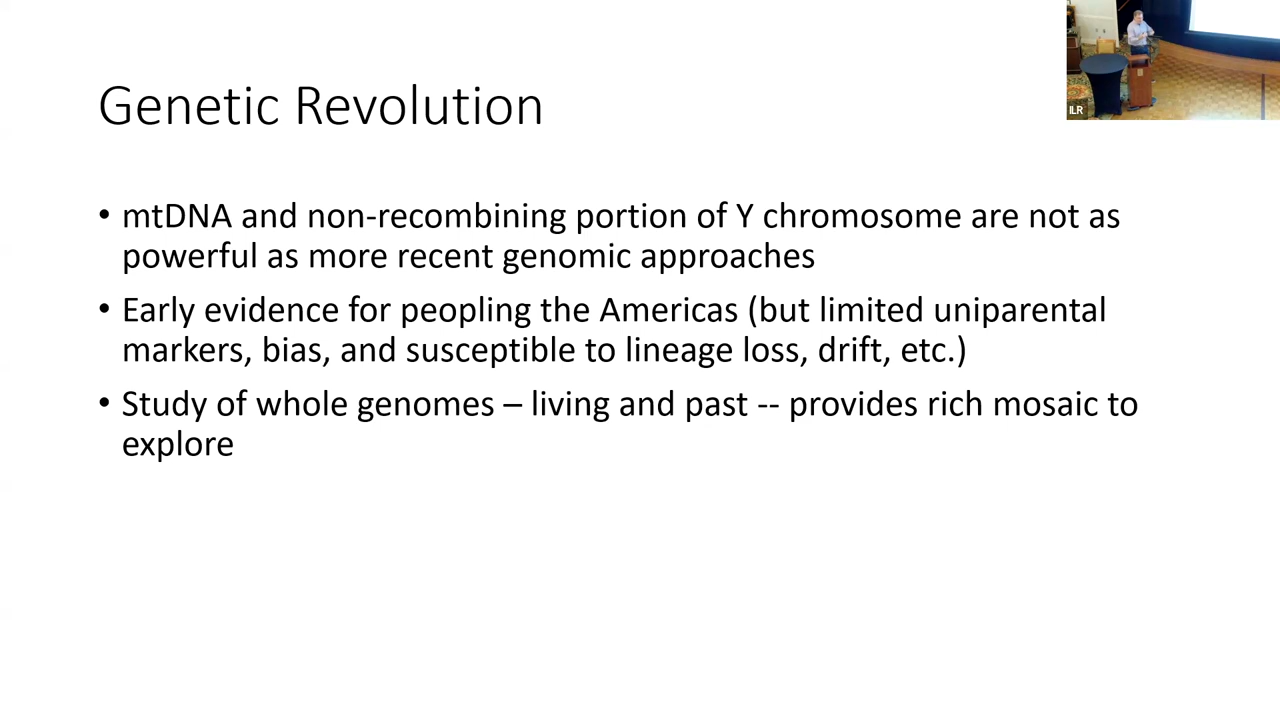 Genetic Revolution
• mtDNA and non-recombining portion of Y chromosome are not as
powerful as more recent genomic approaches
• Early evidence for peopling the Americas (but limited uniparental
markers, bias, and susceptible to lineage loss, drift, etc.)
• Study of whole genomes – living and past -- provides rich mosaic to
explore
ILR